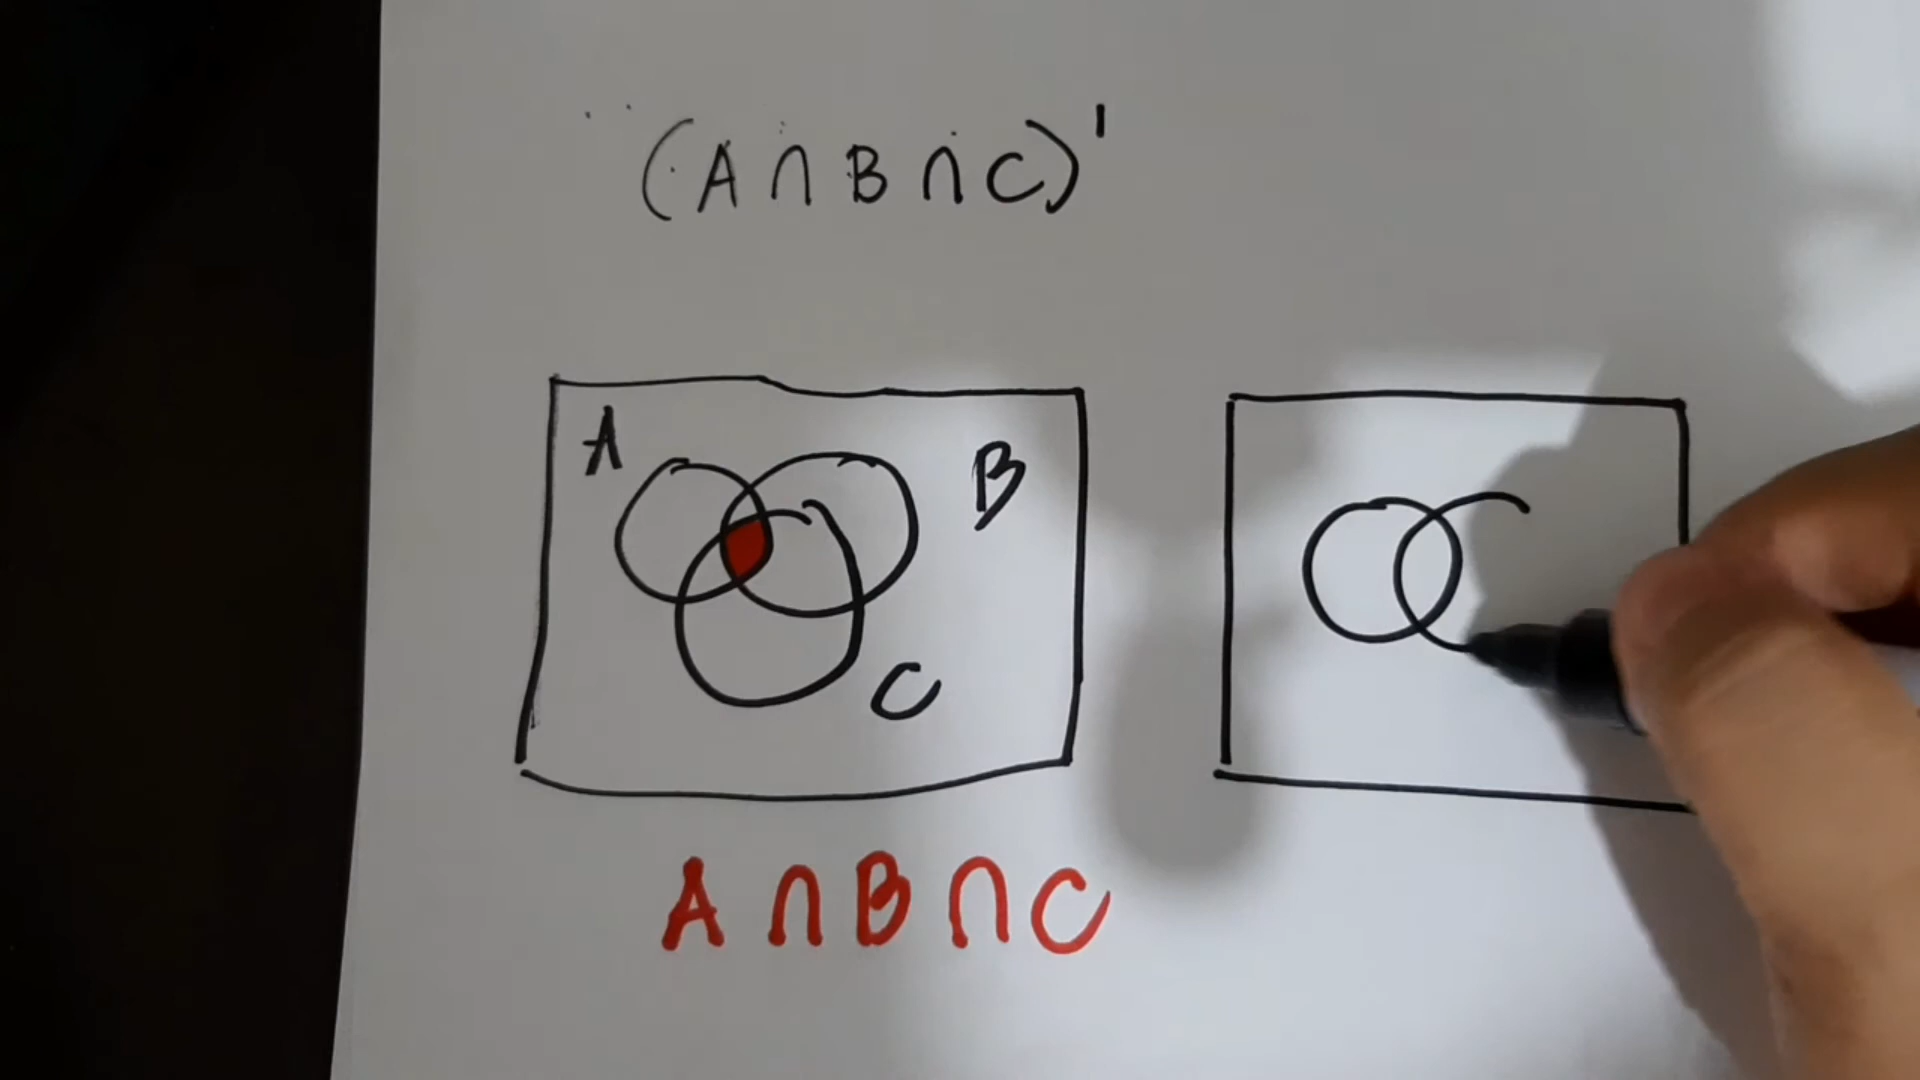 (A ∩ B ∩ C)'
A
B
C
A ∩ B ∩ C